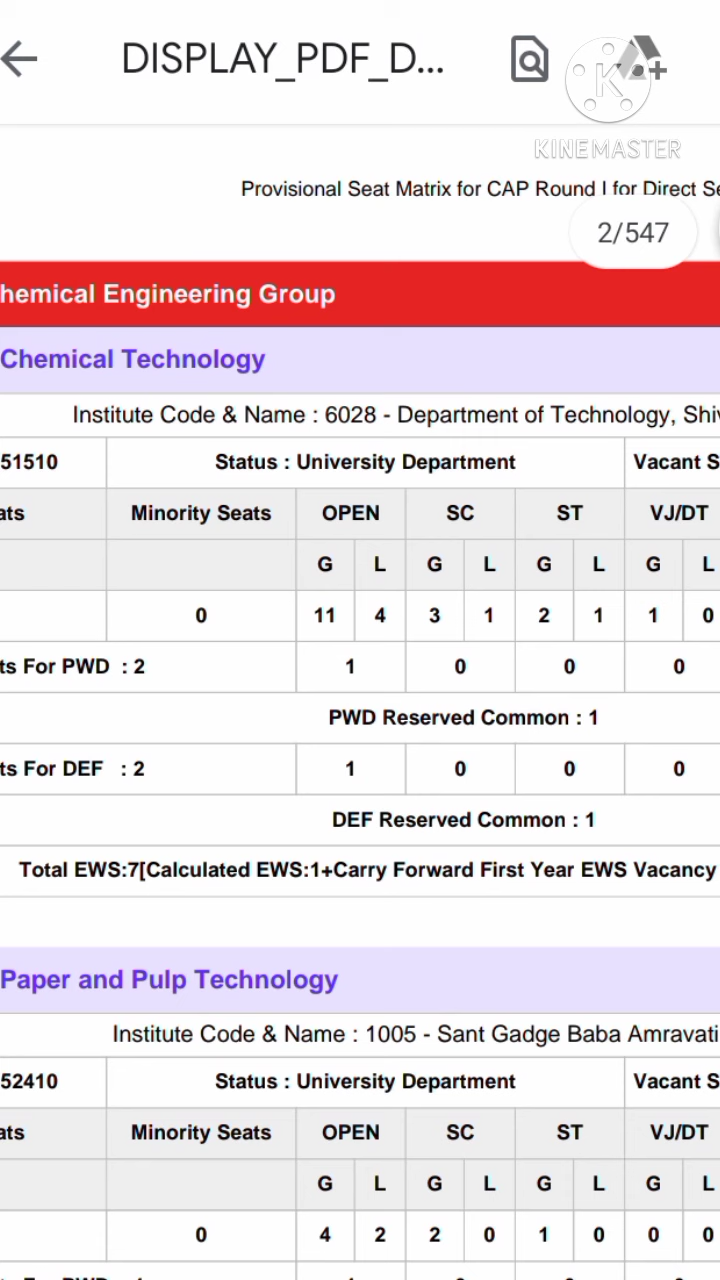 DISPLAY_PDF_D...
K
KINEMASTER
Provisional Seat Matrix for CAP Round I for Direct Se
2/547
hemical Engineering Group
Chemical Technology
Institute Code & Name : 6028 - Department of Technology, Shiv
51510 Status : University Department Vacant S
ats Minority Seats OPEN SC ST VJ/DT
G L G L G L G L
0 11 4 3 1 2 1 1 0
ts For PWD : 2 1 0 0 0
PWD Reserved Common : 1
ts For DEF : 2 1 0 0 0
DEF Reserved Common : 1
Total EWS:7[Calculated EWS:1+Carry Forward First Year EWS Vacancy
Paper and Pulp Technology
Institute Code & Name : 1005 - Sant Gadge Baba Amravati
52410 Status : University Department Vacant S
ats Minority Seats OPEN SC ST VJ/DT
G L G L G L G L
0 4 2 2 0 1 0 0 0